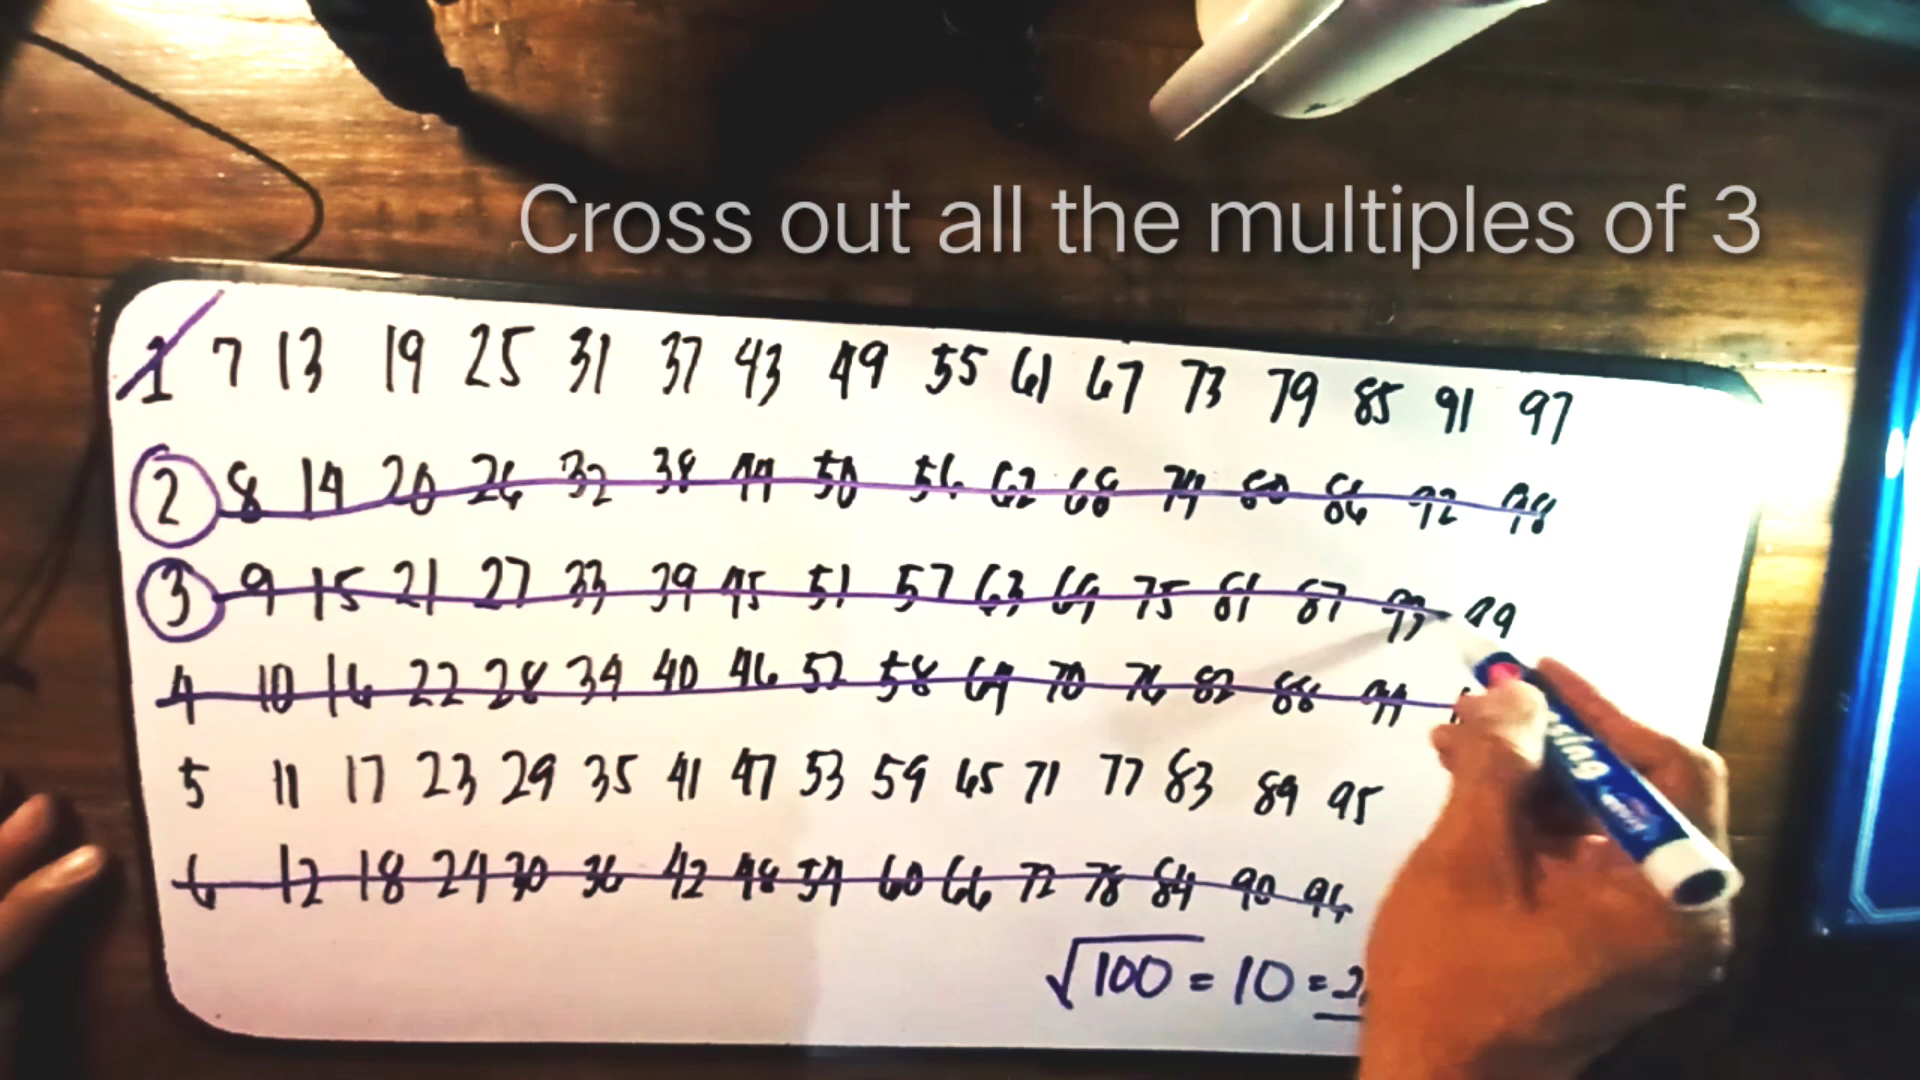 Cross out all the multiples of 3
1 7 13 19 25 31 37 43 49 55 61 67 73 79 85 91 97
2 8 14 20 26 32 38 44 50 56 62 68 74 80 86 92 98
3 9 15 21 27 33 39 45 51 57 63 69 75 81 87 93 99
4 10 16 22 28 34 40 46 52 58 64 70 76 82 88 94
5 11 17 23 29 35 41 47 53 59 65 71 77 83 89 95
6 12 18 24 30 36 42 48 54 60 66 72 78 84 90 96
√100 = 10 = 2,